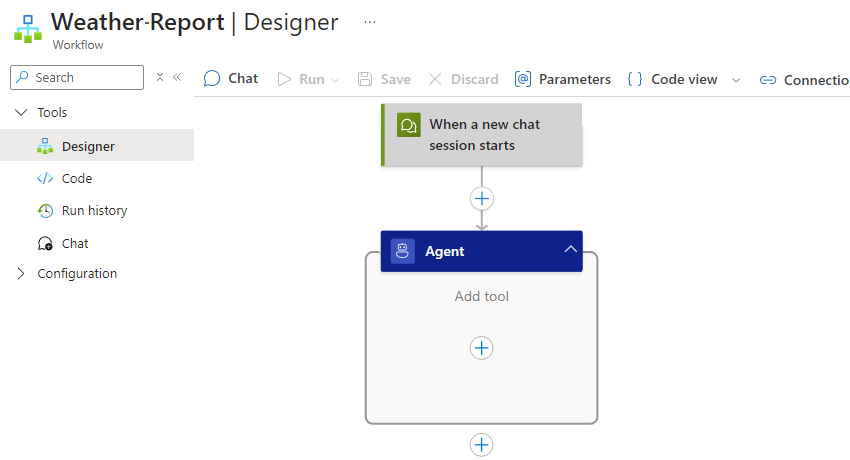 Weather-Report | Designer ...
Workflow
Search
Chat Run Save Discard Parameters Code view Connectio
Tools
Designer
Code
Run history
Chat
Configuration
When a new chat
session starts
Agent
Add tool